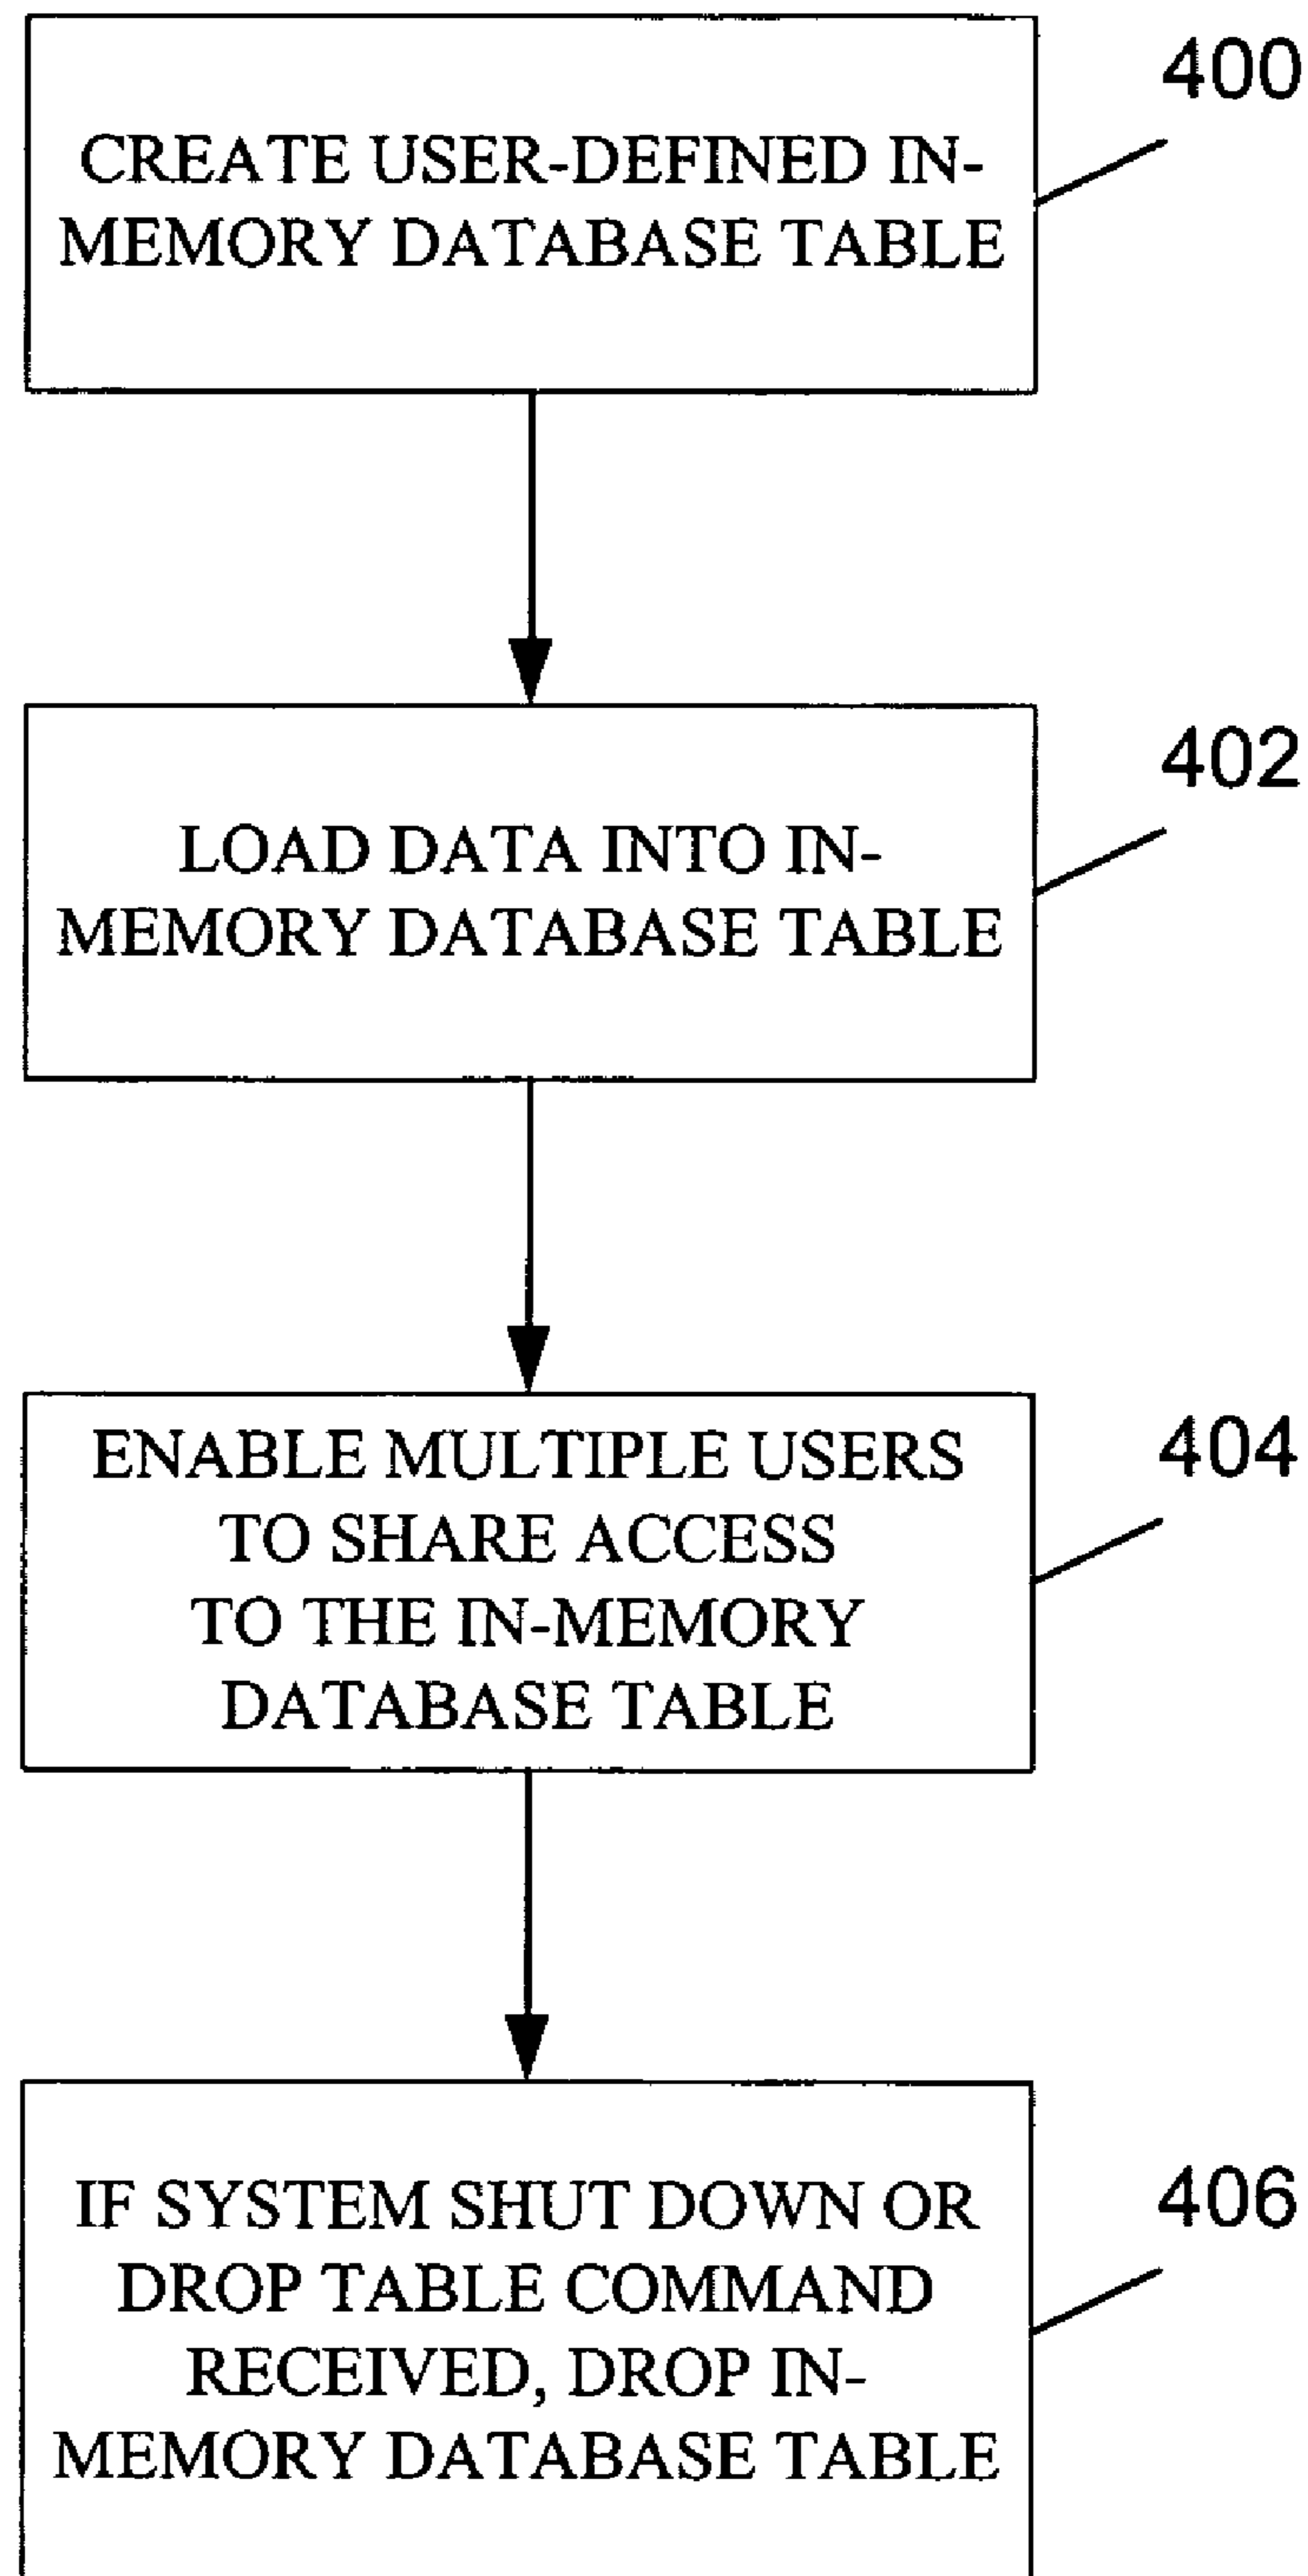 400
CREATE USER-DEFINED IN-
MEMORY DATABASE TABLE
402
LOAD DATA INTO IN-
MEMORY DATABASE TABLE
404
ENABLE MULTIPLE USERS
TO SHARE ACCESS
TO THE IN-MEMORY
DATABASE TABLE
406
IF SYSTEM SHUT DOWN OR
DROP TABLE COMMAND
RECEIVED, DROP IN-
MEMORY DATABASE TABLE